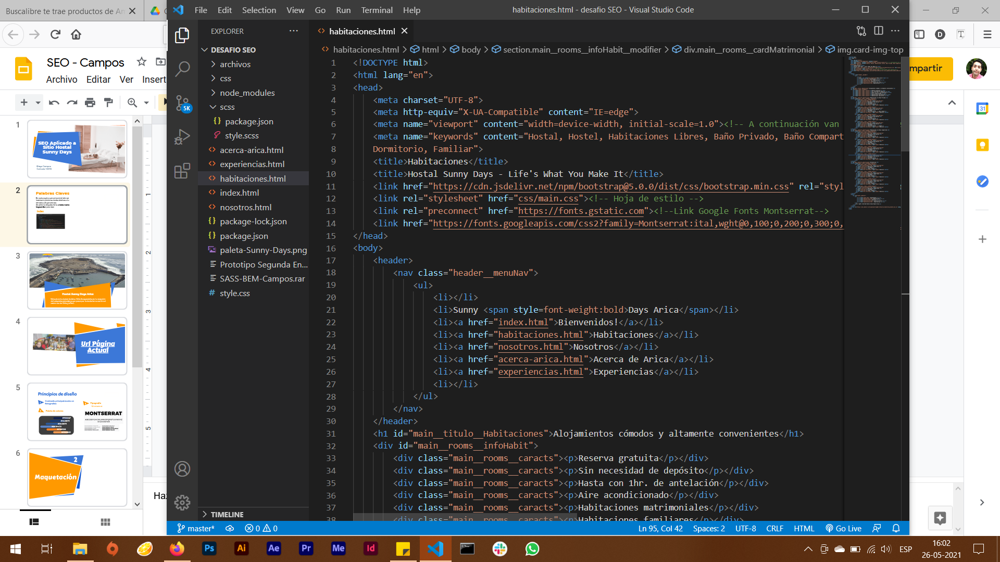 Buscalibre te trae productos de Am
File Edit Selection View Go Run Terminal Help
habitaciones.html - desafio SEO - Visual Studio Code
SEO - Campos
Archivo Editar Ver Insert
mpartir
EXPLORER
DESAFIO SEO
archivos
css
node_modules
scss
package.json
style.scss
acerca-arica.html
experiencias.html
habitaciones.html
index.html
nosotros.html
package-lock.json
package.json
paleta-Sunny-Days.png
Prototipo Segunda En...
SASS-BEM-Campos.rar
style.css
TIMELINE
5K
habitaciones.html
habitaciones.html > html > body > section.main__rooms__infoHabit__modifier > div.main__rooms__cardMatrimonial > img.card-img-top
1 <!DOCTYPE html>
2 <html lang="en">
3 <head>
4 <meta charset="UTF-8">
5 <meta http-equiv="X-UA-Compatible" content="IE=edge">
6 <meta name="viewport" content="width=device-width, initial-scale=1.0"><!-- A continuación van
7 <meta name="keywords" content="Hostal, Hostel, Habitaciones Libres, Baño Privado, Baño Compart
8 Dormitorio, Familiar">
9 <title>Habitaciones</title>
10 <title>Hostal Sunny Days - Life's What You Make It</title>
11 <link href="https://cdn.jsdelivr.net/npm/bootstrap@5.0.0/dist/css/bootstrap.min.css" rel="styl
12 <link rel="stylesheet" href="css/main.css"><!-- Hoja de estilo -->
13 <link rel="preconnect" href="https://fonts.gstatic.com"><!--Link Google Fonts Montserrat-->
14 <link href="https://fonts.googleapis.com/css2?family=Montserrat:ital,wght@0,100;0,200;0,300;0,
15 </head>
16 <body>
17 <header>
18 <nav class="header__menuNav">
19 <ul>
20 <li></li>
21 <li>Sunny <span style=font-weight:bold>Days Arica</span></li>
22 <li><a href="index.html">Bienvenidos!</a></li>
23 <li><a href="habitaciones.html">Habitaciones</a></li>
24 <li><a href="nosotros.html">Nosotros</a></li>
25 <li><a href="acerca-arica.html">Acerca de Arica</a></li>
26 <li><a href="experiencias.html">Experiencias</a></li>
27 <li></li>
28 </ul>
29 </nav>
30 </header>
31 <h1 id="main__titulo__Habitaciones">Alojamientos cómodos y altamente convenientes</h1>
32 <div id="main__rooms__infoHabit">
33 <div class="main__rooms__caracts"><p>Reserva gratuita</p></div>
34 <div class="main__rooms__caracts"><p>Sin necesidad de depósito</p></div>
35 <div class="main__rooms__caracts"><p>Hasta con 1hr. de antelación</p></div>
36 <div class="main__rooms__caracts"><p>Aire acondicionado</p></div>
37 <div class="main__rooms__caracts"><p>Habitaciones matrimoniales</p></div>
38 <div class="main__rooms__caracts"><p>Habitaciones familiares</p></div>
1
SEO Aplicado a
Sitio Hostal
Sunny Days
Diego Campos
2
Palabras Claves
Index
3
Hostal Sunny Days Arica
4
Url Página
Actual
5
Principios de diseño
Tipografía
Paleta de colores
MONTSERRAT
6
2
Maquetación
1
2
3
4
5
Haz
31
master* 0 0
Ln 95, Col 42 Spaces: 2 UTF-8 CRLF HTML Go Live
Ps Ai Ae Pr Me Id
ESP
16:02
26-05-2021